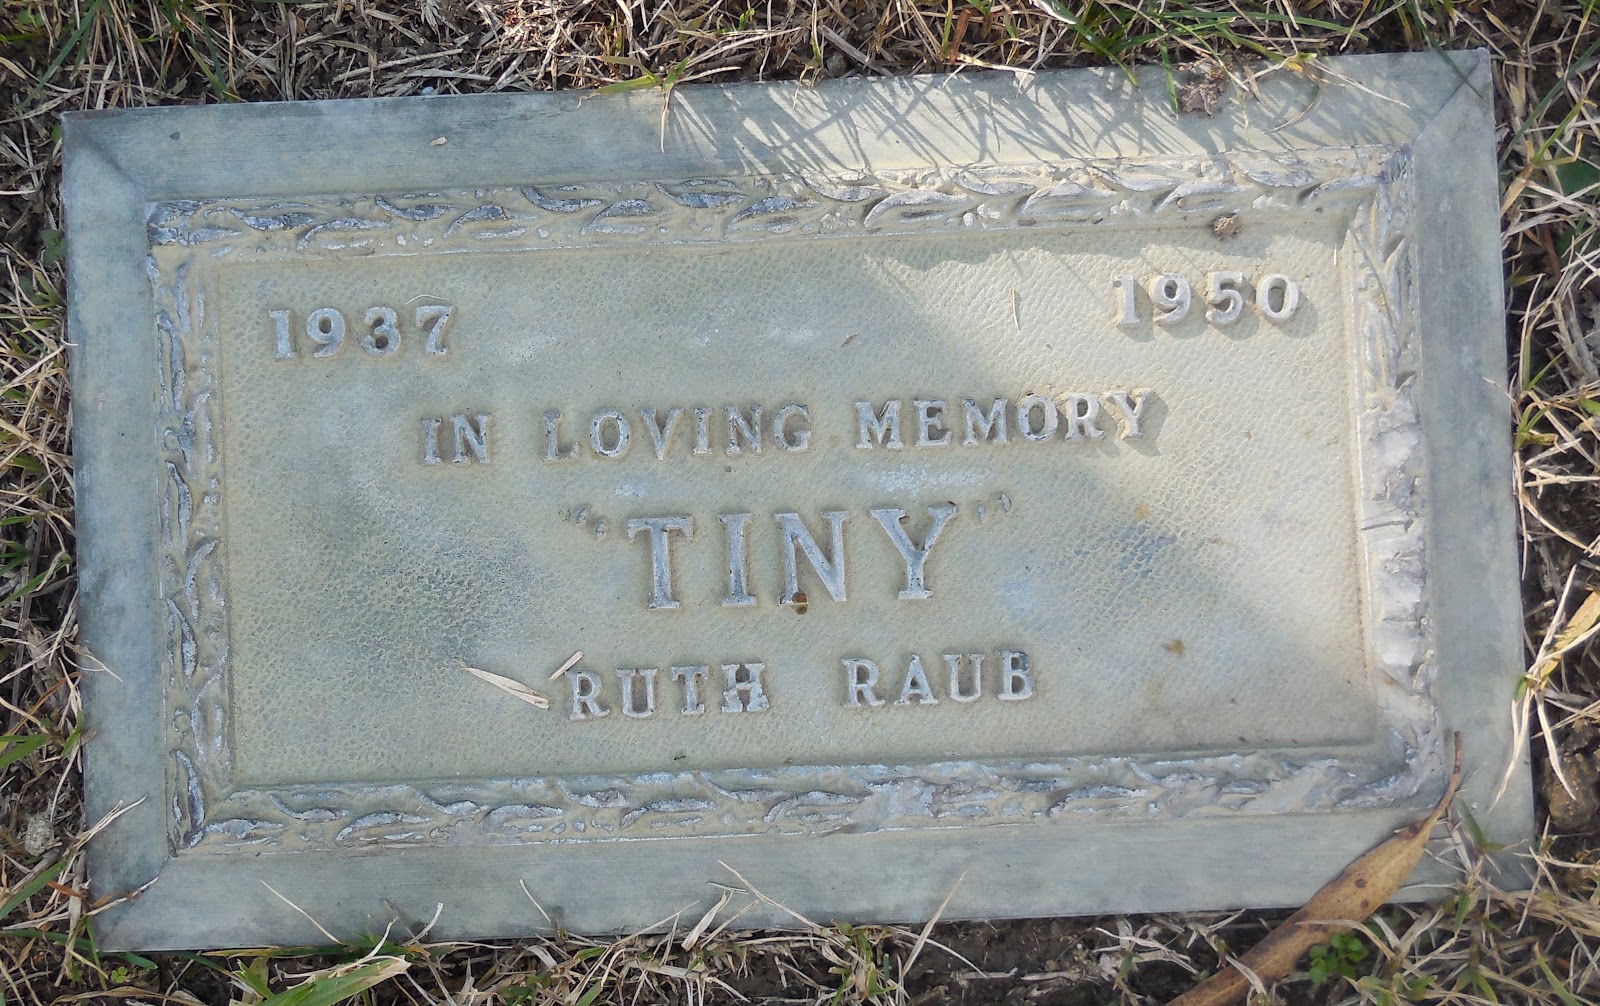 1937 1950
IN LOVING MEMORY
"TINY"
RUTH RAUB